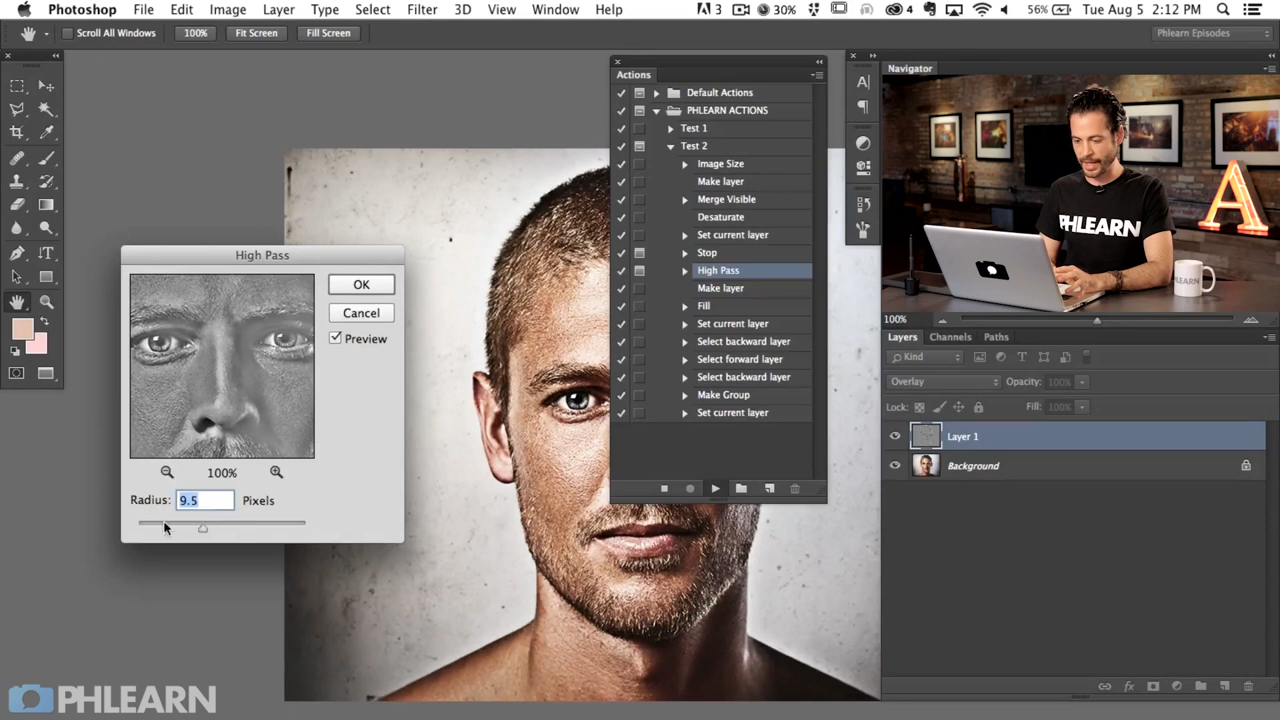 Photoshop File Edit Image Layer Type Select Filter 3D View Window Help 3 30% 4 56% Tue Aug 5 2:12 PM
Scroll All Windows 100% Fit Screen Fill Screen Phlearn Episodes
Actions
Default Actions
PHLEARN ACTIONS
Test 1
Test 2
Image Size
Make layer
Merge Visible
Desaturate
Set current layer
Stop
High Pass
Make layer
Fill
Set current layer
Select backward layer
Select forward layer
Select backward layer
Make Group
Set current layer
High Pass
OK
Cancel
Preview
100%
Radius: 9.5 Pixels
Navigator
A
PHLEARN
PHLEARN
100%
Layers Channels Paths
Kind
Overlay Opacity: 100%
Lock: Fill: 100%
Layer 1
Background
PHLEARN